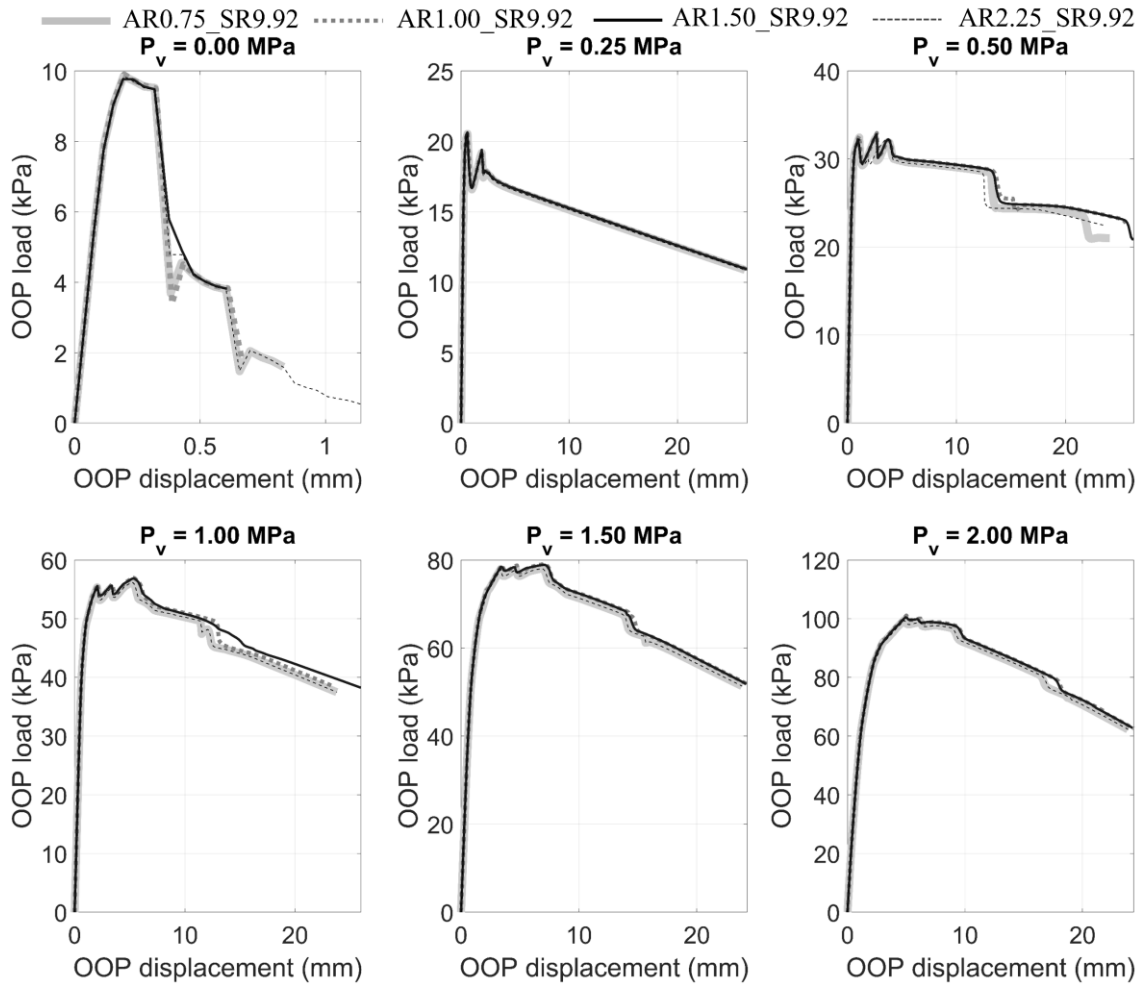 AR0.75_SR9.92 AR1.00_SR9.92 AR1.50_SR9.92 AR2.25_SR9.92
P_v = 0.00 MPa
OOP load (kPa)
10
8
6
4
2
0
0 0.5 1
OOP displacement (mm)
P_v = 0.25 MPa
OOP load (kPa)
25
20
15
10
5
0
0 10 20
OOP displacement (mm)
P_v = 0.50 MPa
OOP load (kPa)
40
30
20
10
0
0 10 20
OOP displacement (mm)
P_v = 1.00 MPa
OOP load (kPa)
60
50
40
30
20
10
0
0 10 20
OOP displacement (mm)
P_v = 1.50 MPa
OOP load (kPa)
80
60
40
20
0
0 10 20
OOP displacement (mm)
P_v = 2.00 MPa
OOP load (kPa)
120
100
80
60
40
20
0
0 10 20
OOP displacement (mm)